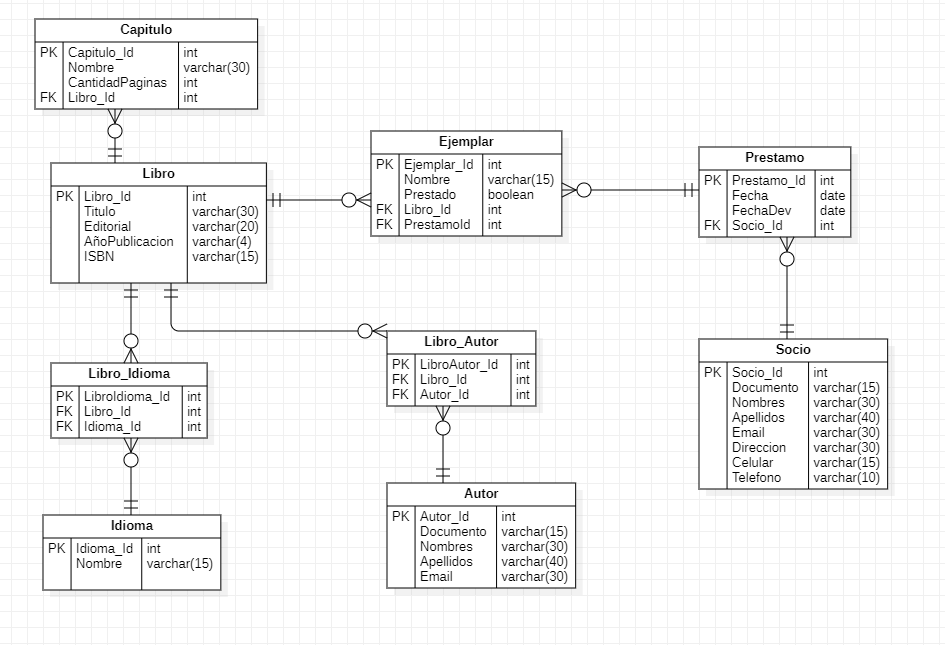 Capitulo
PK Capitulo_Id int
Nombre varchar(30)
CantidadPaginas int
FK Libro_Id int
Libro
PK Libro_Id int
Titulo varchar(30)
Editorial varchar(20)
AñoPublicacion varchar(4)
ISBN varchar(15)
Ejemplar
PK Ejemplar_Id int
Nombre varchar(15)
Prestado boolean
FK Libro_Id int
FK PrestamoId int
Prestamo
PK Prestamo_Id int
Fecha date
FechaDev date
FK Socio_Id int
Libro_Idioma
PK LibroIdioma_Id int
FK Libro_Id int
FK Idioma_Id int
Libro_Autor
PK LibroAutor_Id int
FK Libro_Id int
FK Autor_Id int
Socio
PK Socio_Id int
Documento varchar(15)
Nombres varchar(30)
Apellidos varchar(40)
Email varchar(30)
Direccion varchar(30)
Celular varchar(15)
Telefono varchar(10)
Idioma
PK Idioma_Id int
Nombre varchar(15)
Autor
PK Autor_Id int
Documento varchar(15)
Nombres varchar(30)
Apellidos varchar(40)
Email varchar(30)